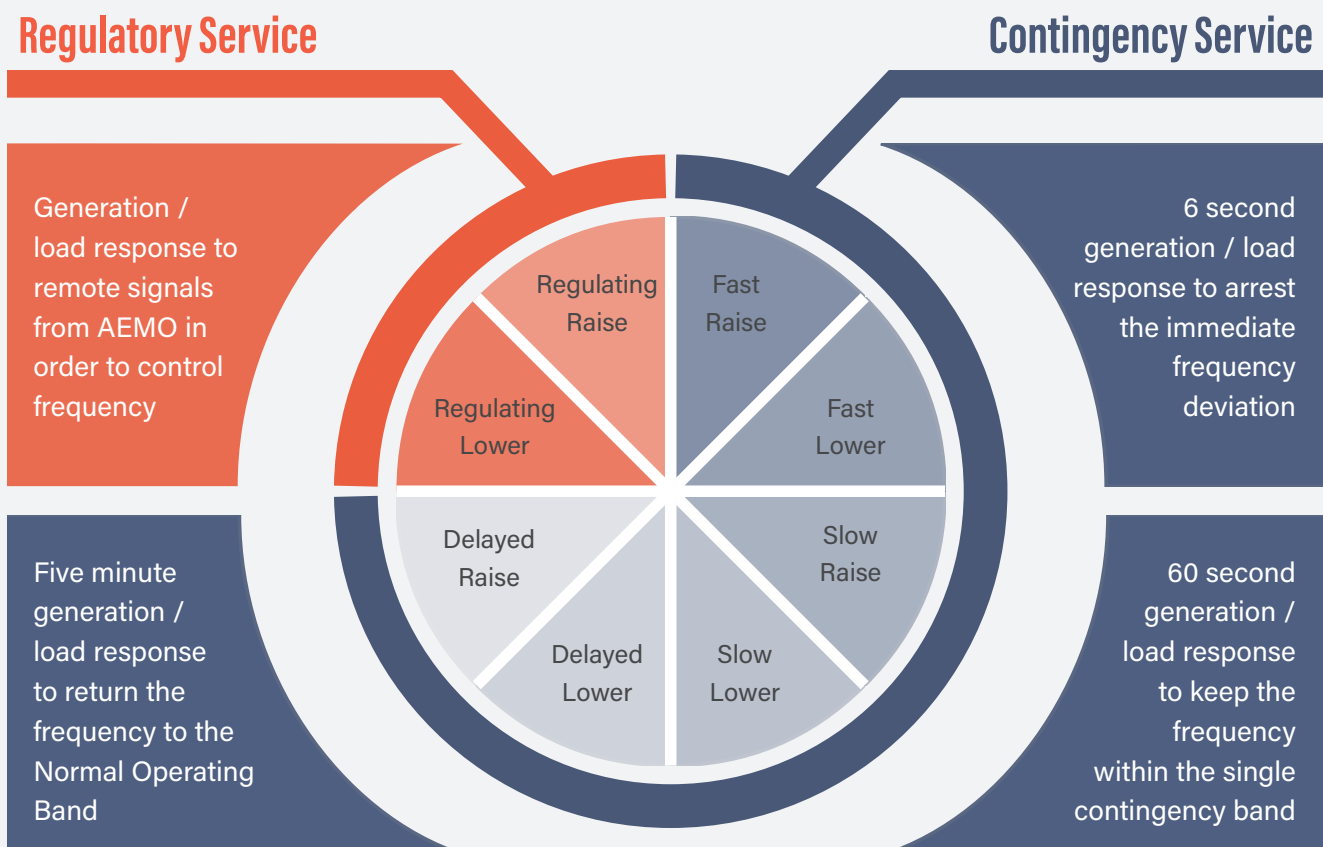 Regulatory Service
Contingency Service
Generation /
load response to
remote signals
from AEMO in
order to control
frequency
6 second
generation / load
response to arrest
the immediate
frequency
deviation
Regulating
Raise
Fast
Raise
Regulating
Lower
Fast
Lower
Delayed
Raise
Slow
Raise
Delayed
Lower
Slow
Lower
Five minute
generation /
load response
to return the
frequency to the
Normal Operating
Band
60 second
generation /
load response
to keep the
frequency
within the single
contingency band